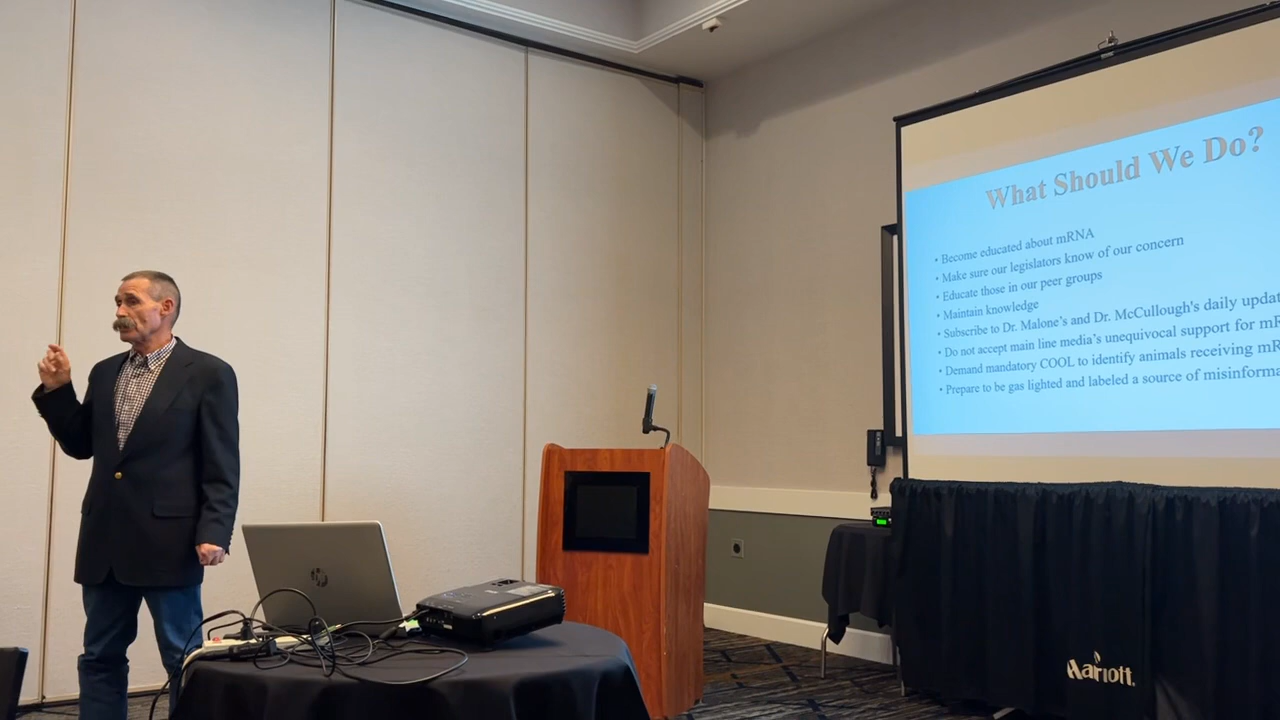 What Should We Do?
• Become educated about mRNA
• Make sure our legislators know of our concern
• Educate those in our peer groups
• Maintain knowledge
• Subscribe to Dr. Malone's and Dr. McCullough's daily updat
• Do not accept main line media's unequivocal support for mR
• Demand mandatory COOL to identify animals receiving mR
• Prepare to be gas lighted and labeled a source of misinforma
hp
Marriott.